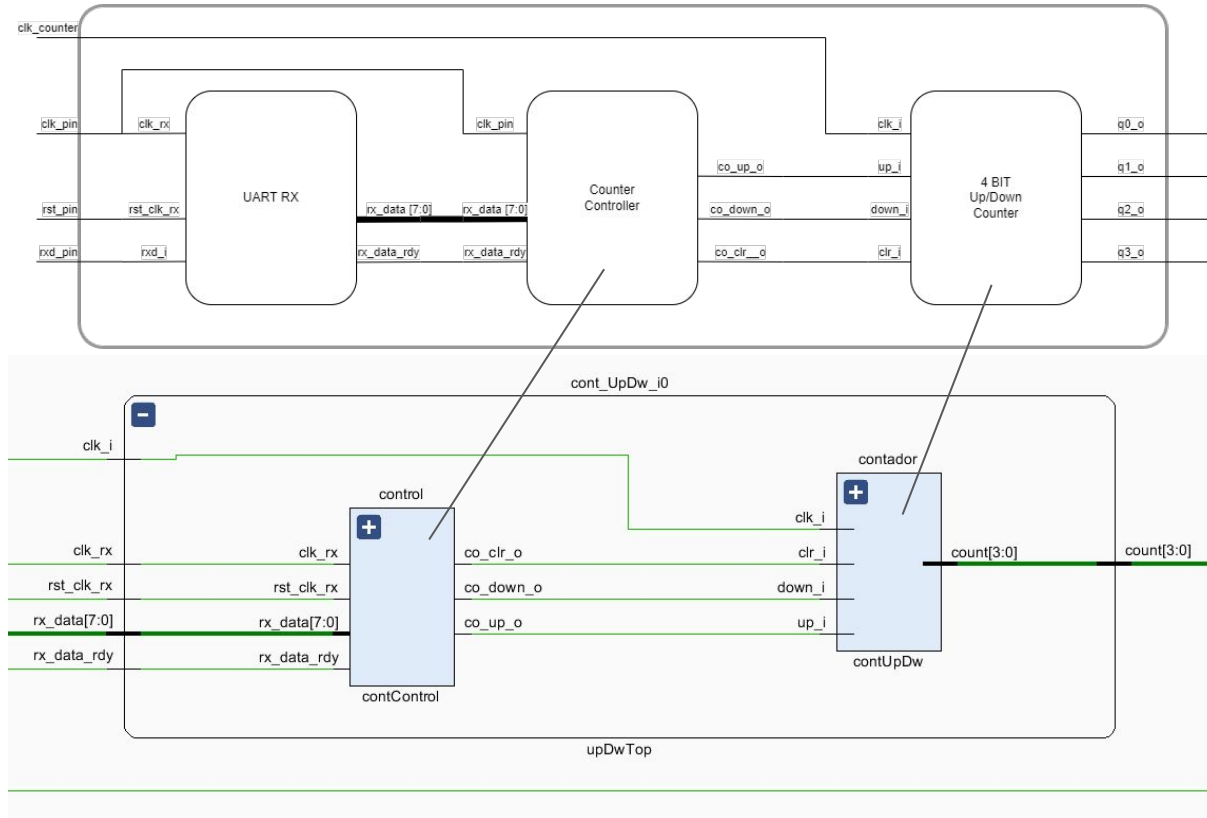 clk_counter
clk_pin
clk_rx
clk_pin
clk_i
q0_o
co_up_o
up_i
q1_o
UART RX
Counter
Controller
4 BIT
Up/Down
Counter
rst_pin
rst_clk_rx
rx_data [7:0]
rx_data [7:0]
co_down_o
down_i
q2_o
rxd_pin
rxd_i
rx_data_rdy
rx_data_rdy
co_clr__o
clr_i
q3_o
cont_UpDw_i0
clk_i
contador
control
clk_i
clk_rx
clk_rx
co_clr_o
clr_i
count[3:0]
count[3:0]
rst_clk_rx
rst_clk_rx
co_down_o
down_i
rx_data[7:0]
rx_data[7:0]
co_up_o
up_i
rx_data_rdy
rx_data_rdy
contUpDw
contControl
upDwTop